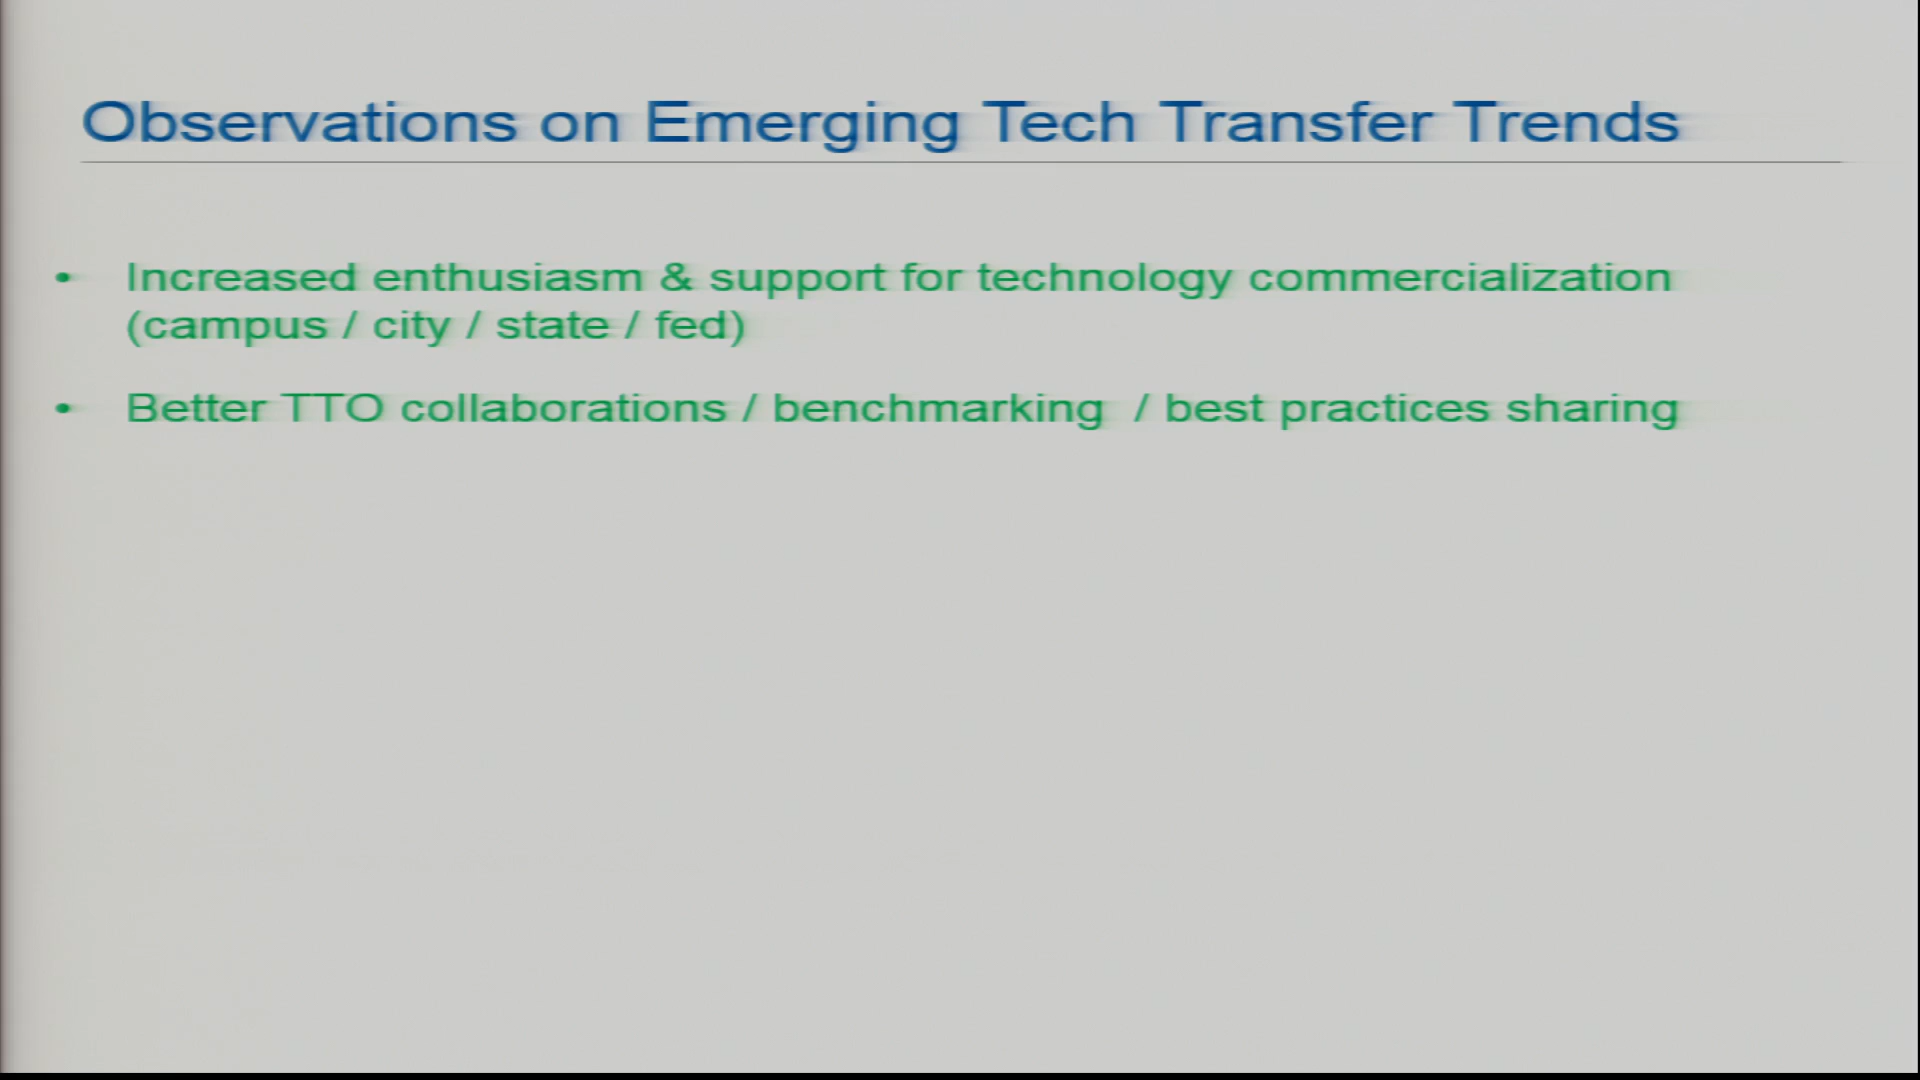 Observations on Emerging Tech Transfer Trends
• Increased enthusiasm & support for technology commercialization
(campus / city / state / fed)
• Better TTO collaborations / benchmarking / best practices sharing